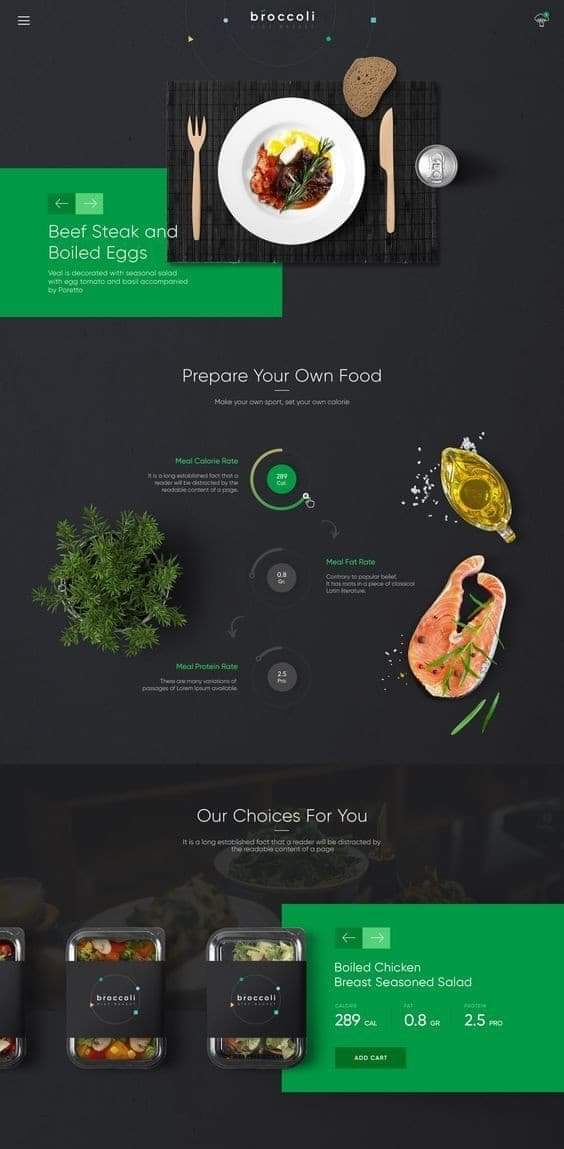 broccoli
Beef Steak and
Boiled Eggs
Veal is decorated with seasonal salad
with egg tomato and basil accompanied
by Poretto
Prepare Your Own Food
Make your own sport, set your own calorie
Meal Calorie Rate
It is a long established fact that a
reader will be distracted by the
readable content of a page.
289
Cal
Meal Fat Rate
Contrary to popular belief,
It has roots in a piece of classical
Latin literature.
0.8
Gr.
Meal Protein Rate
There are many variations of
passages of Lorem Ipsum available.
2.5
Pro
Our Choices For You
It is a long established fact that a reader will be distracted by
the readable content of a page
broccoli
DIET MARKET
broccoli
DIET MARKET
Boiled Chicken
Breast Seasoned Salad
CALORIE FAT PROTEIN
289 CAL 0.8 GR 2.5 PRO
ADD CART